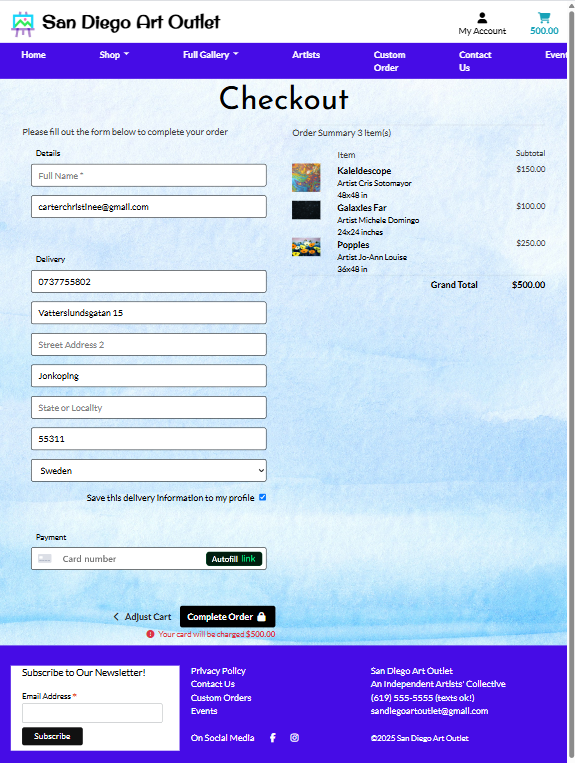 San Diego Art Outlet
My Account
500.00
Home
Shop
Full Gallery
Artists
Custom
Order
Contact
Us
Event
Checkout
Please fill out the form below to complete your order
Details
Full Name *
carterchristinee@gmail.com
Delivery
0737755802
Vatterslundsgatan 15
Street Address 2
Jonkoping
State or Locality
55311
Sweden
Save this delivery information to my profile
Payment
Card number
Autofill link
Adjust Cart
Complete Order
Your card will be charged $500.00
Order Summary 3 Item(s)
Item Subtotal
Kaleidescope $150.00
Artist Cris Sotomayor
48x48 in
Galaxies Far $100.00
Artist Michele Domingo
24x24 inches
Popples $250.00
Artist Jo-Ann Louise
36x48 in
Grand Total $500.00
Subscribe to Our Newsletter!
Email Address *
Subscribe
Privacy Policy
Contact Us
Custom Orders
Events
On Social Media
San Diego Art Outlet
An Independent Artists' Collective
(619) 555-5555 (texts ok!)
sandiegoartoutlet@gmail.com
©2025 San Diego Art Outlet